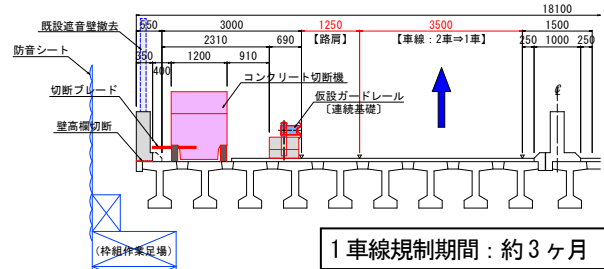 18100
550
3000
1250
3500
1500
既設遮音壁撤去
2310
690
【路肩】
【車線：2車⇒1車】
250
1000
250
防音シート
350
400
1200
910
コンクリート切断機
切断ブレード
仮設ガードレール
〔連続基礎〕
℄
壁高欄切断
(枠組作業足場)
1車線規制期間：約3ヶ月